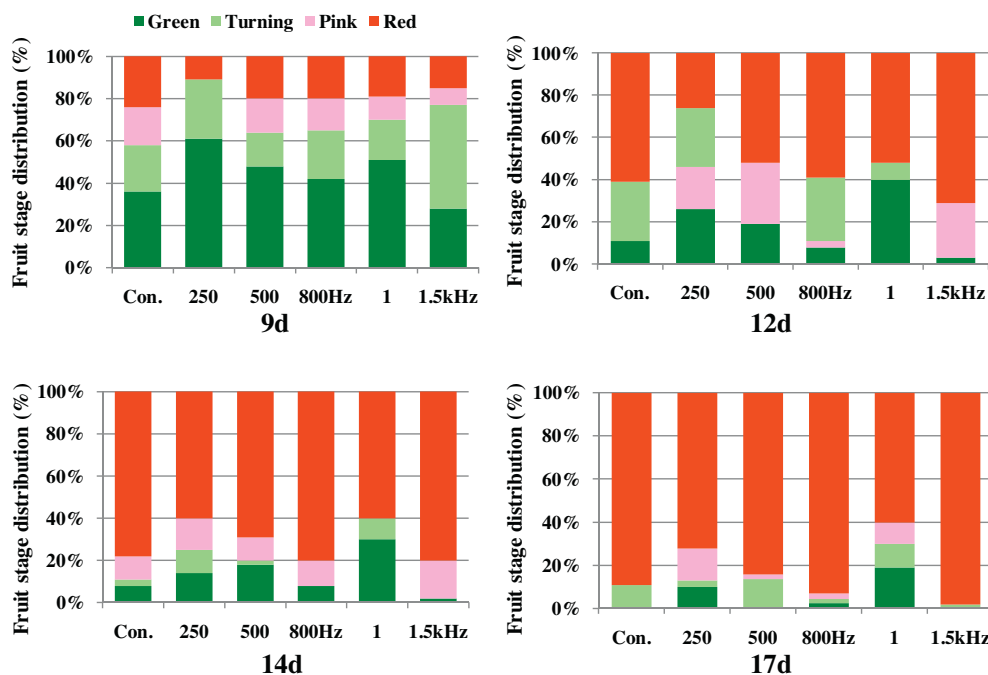 Green Turning Pink Red
Fruit stage distribution (%)
100%
80%
60%
40%
20%
0%
Con. 250 500 800Hz 1 1.5kHz
9d
Fruit stage distribution (%)
100%
80%
60%
40%
20%
0%
Con. 250 500 800Hz 1 1.5kHz
12d
Fruit stage distribution (%)
100%
80%
60%
40%
20%
0%
Con. 250 500 800Hz 1 1.5kHz
14d
Fruit stage distribution (%)
100%
80%
60%
40%
20%
0%
Con. 250 500 800Hz 1 1.5kHz
17d